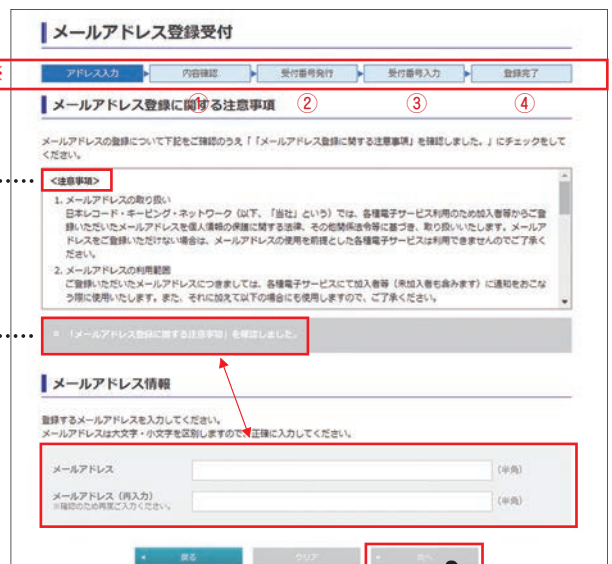 メールアドレス登録受付
※
アドレス入力 内容確認 受付番号発行 受付番号入力 登録完了
① ② ③ ④
メールアドレス登録に関する注意事項
メールアドレスの登録について下記をご確認のうえ「「メールアドレス登録に関する注意事項」を確認しました。」にチェックをして
ください。
<注意事項>
1. メールアドレスの取り扱い
日本レコード・キーピング・ネットワーク（以下、「当社」という）では、各種電子サービス利用のため加入者等からご登
録いただいたメールアドレスを個人情報の保護に関する法律、その他関係法令等に基づき、取り扱いいたします。メールア
ドレスをご登録いただけない場合は、メールアドレスの使用を前提とした各種電子サービスは利用できませんのでご了承く
ださい。
2. メールアドレスの利用範囲
ご登録いただいたメールアドレスにつきましては、各種電子サービスにて加入者等（未加入者も含みます）に通知をおこな
う際に使用いたします。また、それに加えて以下の場合にも使用しますので、ご了承ください。
「メールアドレス登録に関する注意事項」を確認しました。
メールアドレス情報
登録するメールアドレスを入力してください。
メールアドレスは大文字・小文字を区別しますので、正確に入力してください。
メールアドレス （半角）
メールアドレス（再入力） （半角）
※確認のため再度ご入力ください。
戻る クリア 次へ